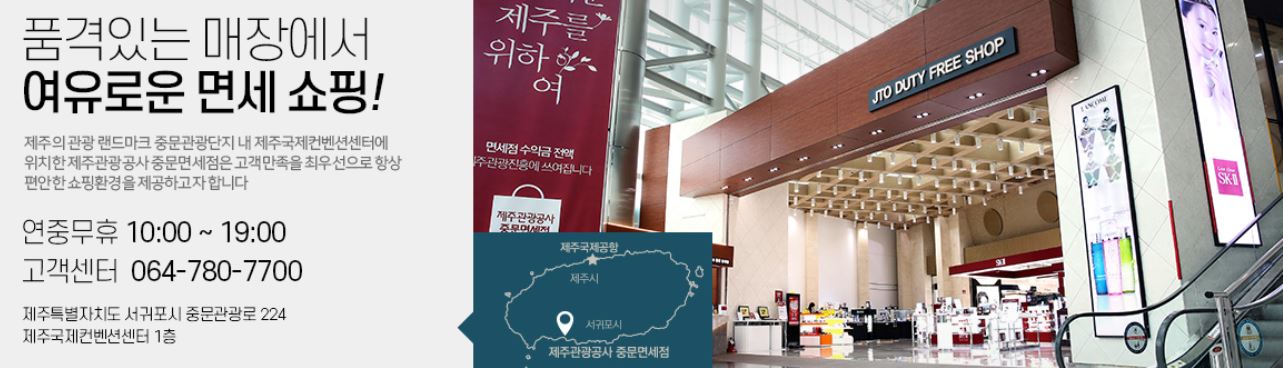 품격있는 매장에서
여유로운 면세 쇼핑!
제주의 관광 랜드마크 중문관광단지 내 제주국제컨벤션센터에
위치한 제주관광공사 중문면세점은 고객만족을 최우선으로 항상
편안한 쇼핑환경을 제공하고자 합니다
연중무휴 10:00 ~ 19:00
고객센터 064-780-7700
제주특별자치도 서귀포시 중문관광로 224
제주국제컨벤션센터 1층
제주를
위하여
면세점 수익금 전액
제주관광진흥에 쓰여집니다
제주관광공사
중문면세점
제주국제공항
제주시
서귀포시
제주관광공사 중문면세점
JTO DUTY FREE SHOP
LANCOME
SK-II
SK-II